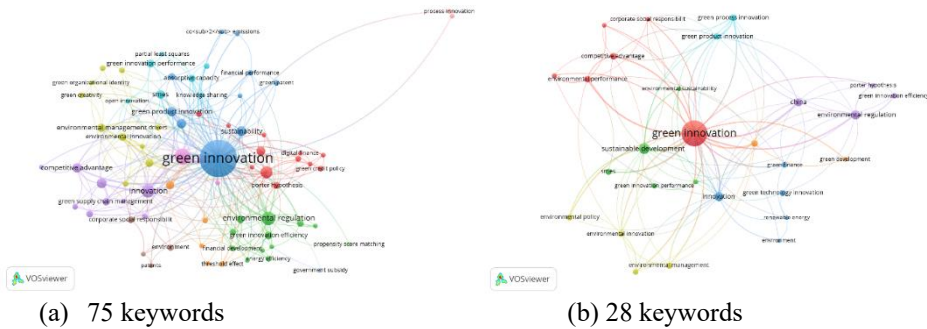 process innovation
co<sub>2</sub> emissions
partial least squares
green innovation performance
financial performance
absorptive capacity
green organizational identity
smes
green patent
knowledge sharing
green creativity
open innovation
green product innovation
environmental management drivers
sustainability
environmental innovation
green innovation
digital finance
competitive advantage
green credit policy
porter hypothesis
innovation
green supply chain management
environmental regulation
corporate social responsibilit
green innovation efficiency
propensity score matching
environment
financial development
energy efficiency
patents
threshold effect
government subsidy
VOSviewer
(a) 75 keywords
corporate social responsibilit
green process innovation
green product innovation
competitive advantage
environmental performance
porter hypothesis
environmental sustainability
china
green innovation efficiency
environmental regulation
green innovation
sustainable development
green finance
green development
smes
green innovation performance
green technology innovation
innovation
environmental policy
renewable energy
environmental innovation
environment
environmental management
VOSviewer
(b) 28 keywords